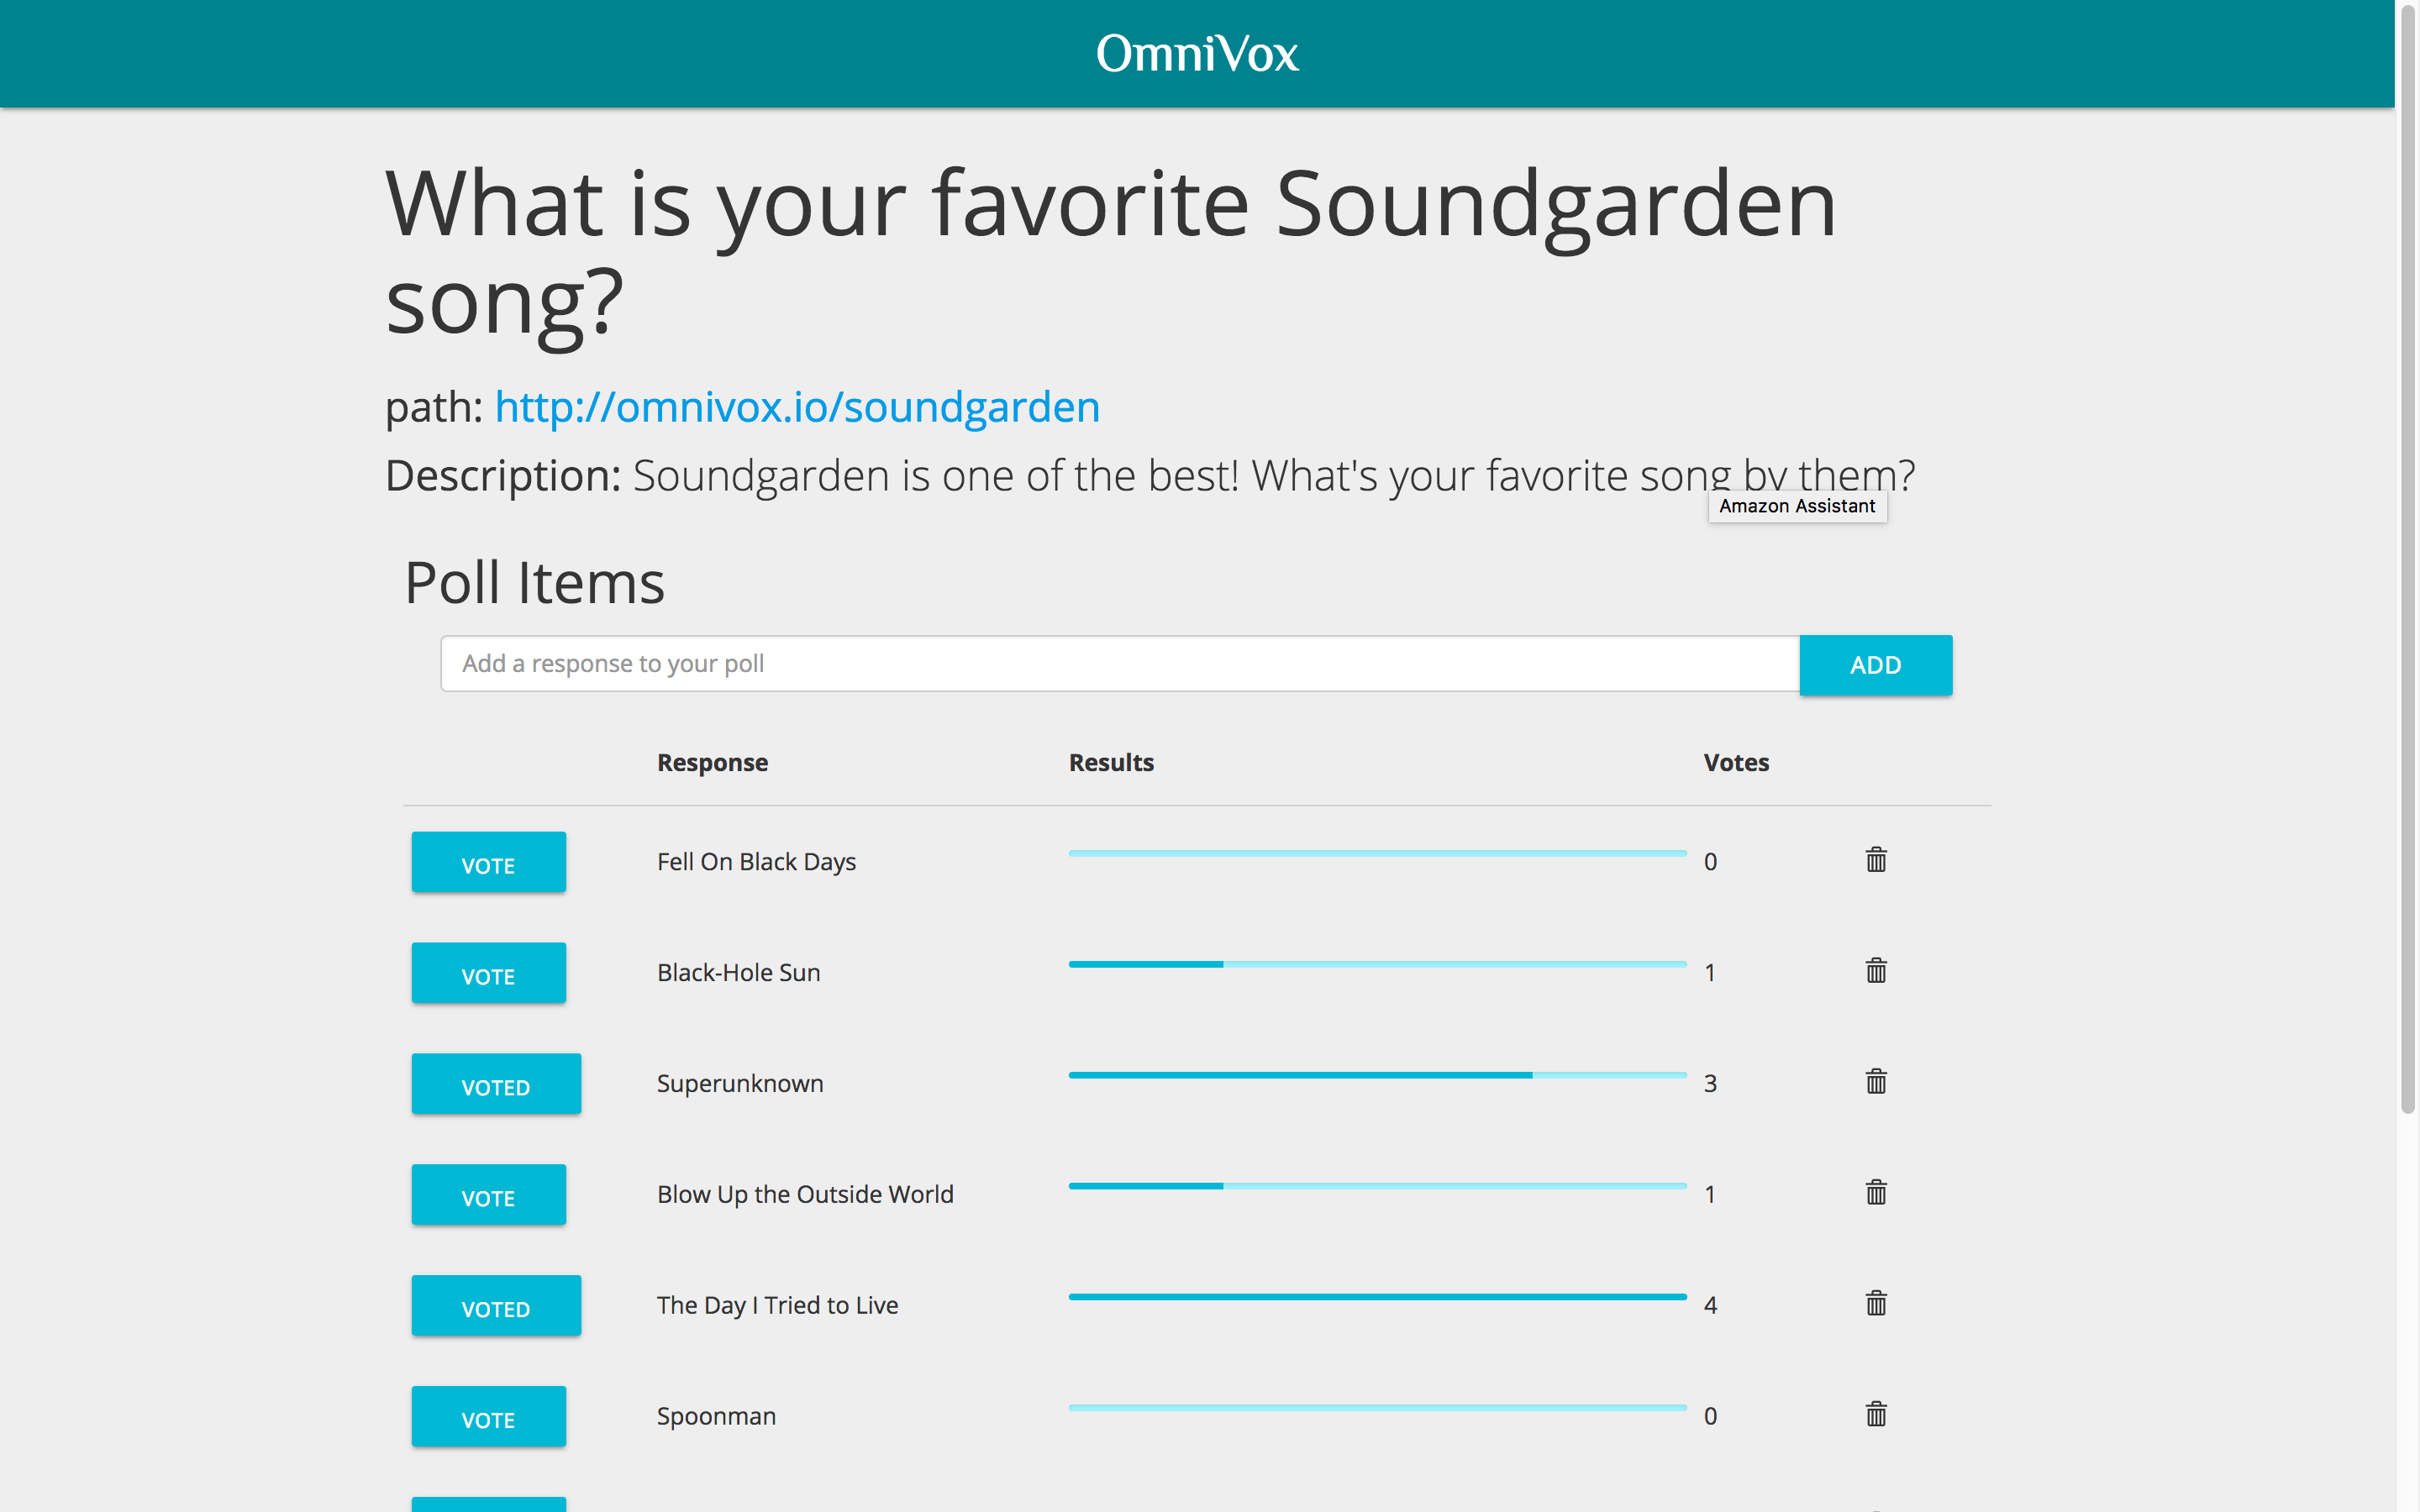 OmniVox
What is your favorite Soundgarden
song?
path: http://omnivox.io/soundgarden
Description: Soundgarden is one of the best! What's your favorite song by them?
Amazon Assistant
Poll Items
Add a response to your poll
ADD
Response Results Votes
VOTE Fell On Black Days 0
VOTE Black-Hole Sun 1
VOTED Superunknown 3
VOTE Blow Up the Outside World 1
VOTED The Day I Tried to Live 4
VOTE Spoonman 0